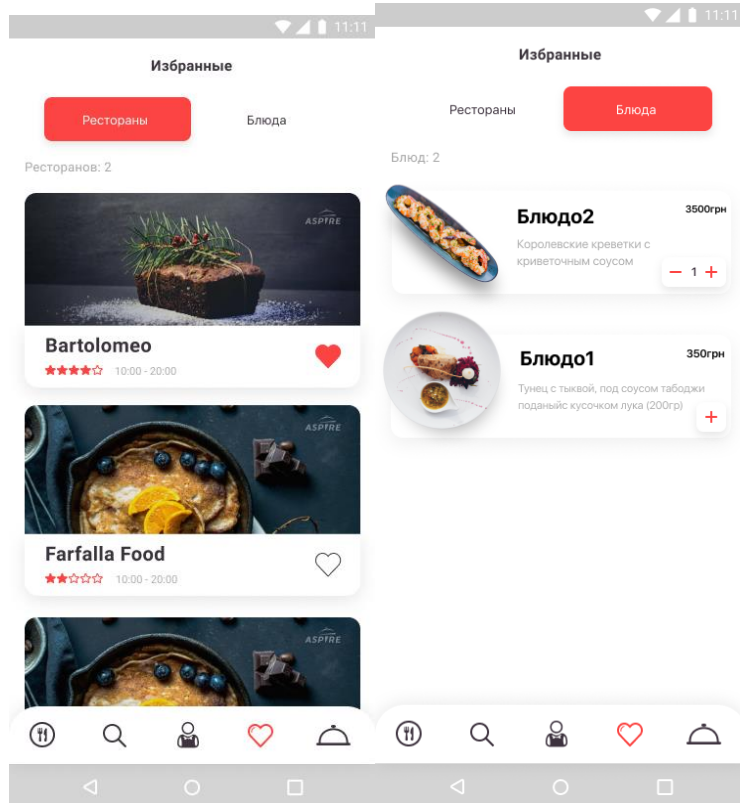 11:11
Избранные
Рестораны
Блюда
Ресторанов: 2
ASPIRE
Bartolomeo
10:00 - 20:00
ASPIRE
Farfalla Food
10:00 - 20:00
ASPIRE
11:11
Избранные
Рестораны
Блюда
Блюд: 2
Блюдо2
3500грн
Королевские креветки с
криветочным соусом
1
Блюдо1
350грн
Тунец с тыквой, под соусом табоджи
поданыйс кусочком лука (200гр)